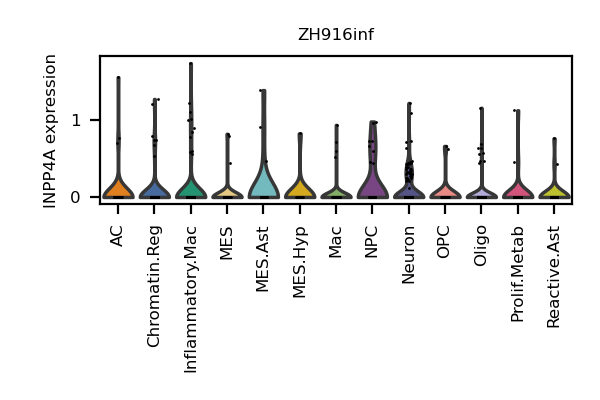 ZH916inf
INPP4A expression
1
0
AC
Chromatin.Reg
Inflammatory.Mac
MES
MES.Ast
MES.Hyp
Mac
NPC
Neuron
OPC
Oligo
Prolif.Metab
Reactive.Ast